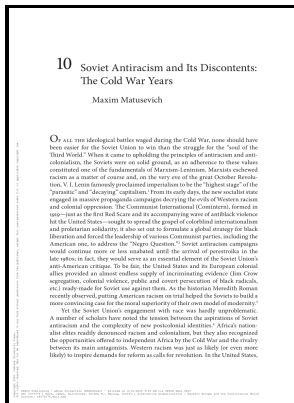 10 Soviet Antiracism and Its Discontents:
The Cold War Years
Maxim Matusevich
Of all the ideological battles waged during the Cold War, none should have
been easier for the Soviet Union to win than the struggle for the “soul of the
Third World.” When it came to upholding the principles of antiracism and anti-
colonialism, the Soviets were on solid ground, as an adherence to these values
constituted one of the fundamentals of Marxism-Leninism. Marxists eschewed
racism as a matter of course and, on the very eve of the great October Revolu-
tion, V. I. Lenin famously proclaimed imperialism to be the “highest stage” of the
“parasitic” and “decaying” capitalism.¹ From its early days, the new socialist state
engaged in massive propaganda campaigns decrying the evils of Western racism
and colonial oppression. The Communist International (Comintern), formed in
1919—just as the first Red Scare and its accompanying wave of antiblack violence
hit the United States—sought to spread the gospel of colorblind internationalism
and proletarian solidarity; it also set out to formulate a global strategy for black
liberation and forced the leadership of various Communist parties, including the
American one, to address the “Negro Question.”² Soviet antiracism campaigns
would continue more or less unabated until the arrival of perestroika in the
late 1980s; in fact, they would serve as an essential element of the Soviet Union’s
anti-American critique. To be fair, the United States and its European colonial
allies provided an almost endless supply of incriminating evidence (Jim Crow
segregation, colonial violence, public and covert persecution of black radicals,
etc.) ready-made for Soviet use against them. As the historian Meredith Roman
recently observed, putting American racism on trial helped the Soviets to build a
more convincing case for the moral superiority of their own model of modernity.³
Yet the Soviet Union’s engagement with race was hardly unproblematic.
A number of scholars have noted the tension between the aspirations of Soviet
antiracism and the complexity of new postcolonial identities.⁴ Africa’s nation-
alist elites readily denounced racism and colonialism, but they also recognized
the opportunities offered to independent Africa by the Cold War and the rivalry
between its main antagonists. Western racism was just as likely (or even more
likely) to inspire demands for reform as calls for revolution. In the United States,